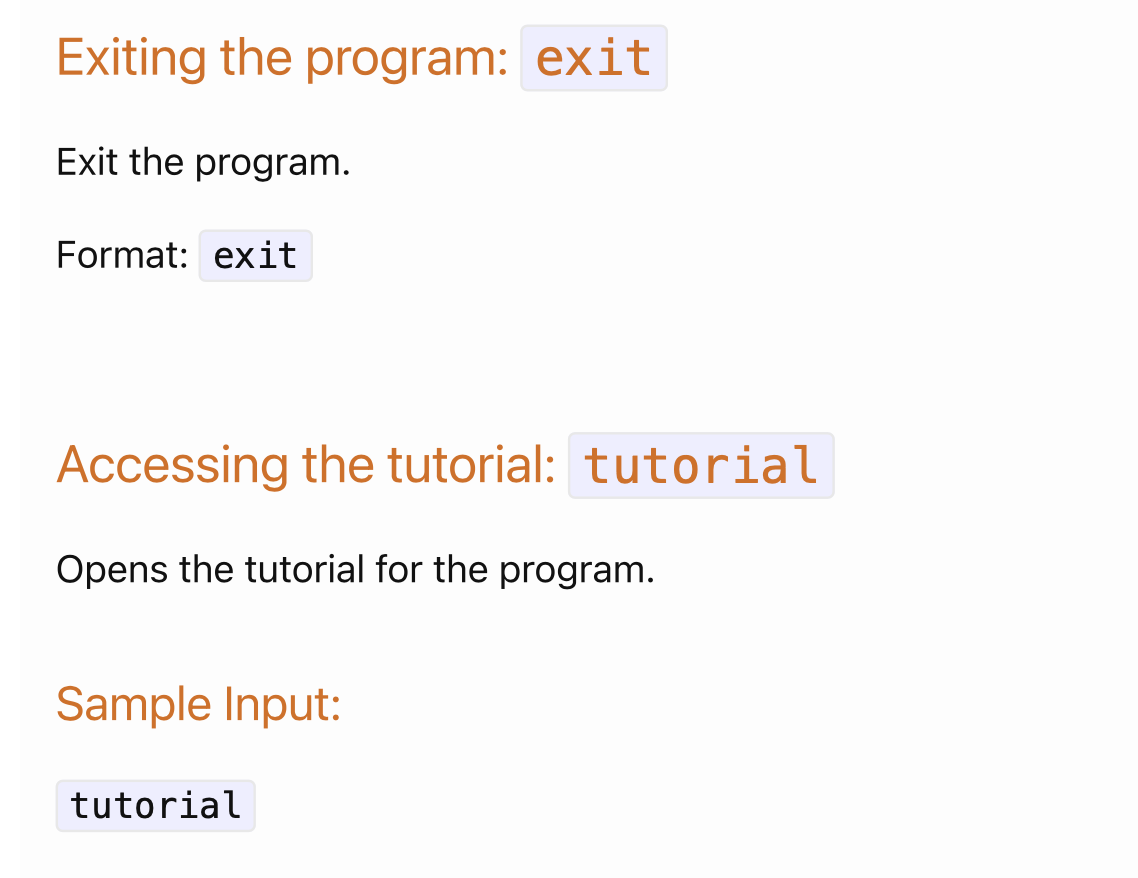 Exiting the program: exit
Exit the program.
Format: exit
Accessing the tutorial: tutorial
Opens the tutorial for the program.
Sample Input:
tutorial